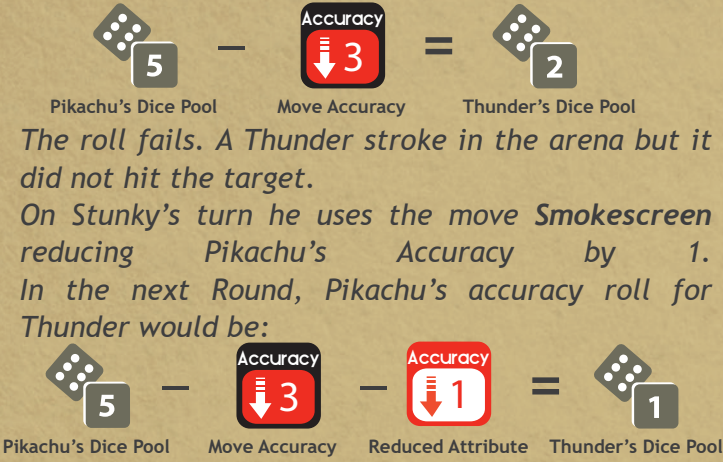 Accuracy
5 – 3 = 2
Pikachu's Dice Pool Move Accuracy Thunder's Dice Pool
The roll fails. A Thunder stroke in the arena but it
did not hit the target.
On Stunky's turn he uses the move Smokescreen
reducing Pikachu's Accuracy by 1.
In the next Round, Pikachu's accuracy roll for
Thunder would be:
Accuracy Accuracy
5 – 3 – 1 = 1
Pikachu's Dice Pool Move Accuracy Reduced Attribute Thunder's Dice Pool